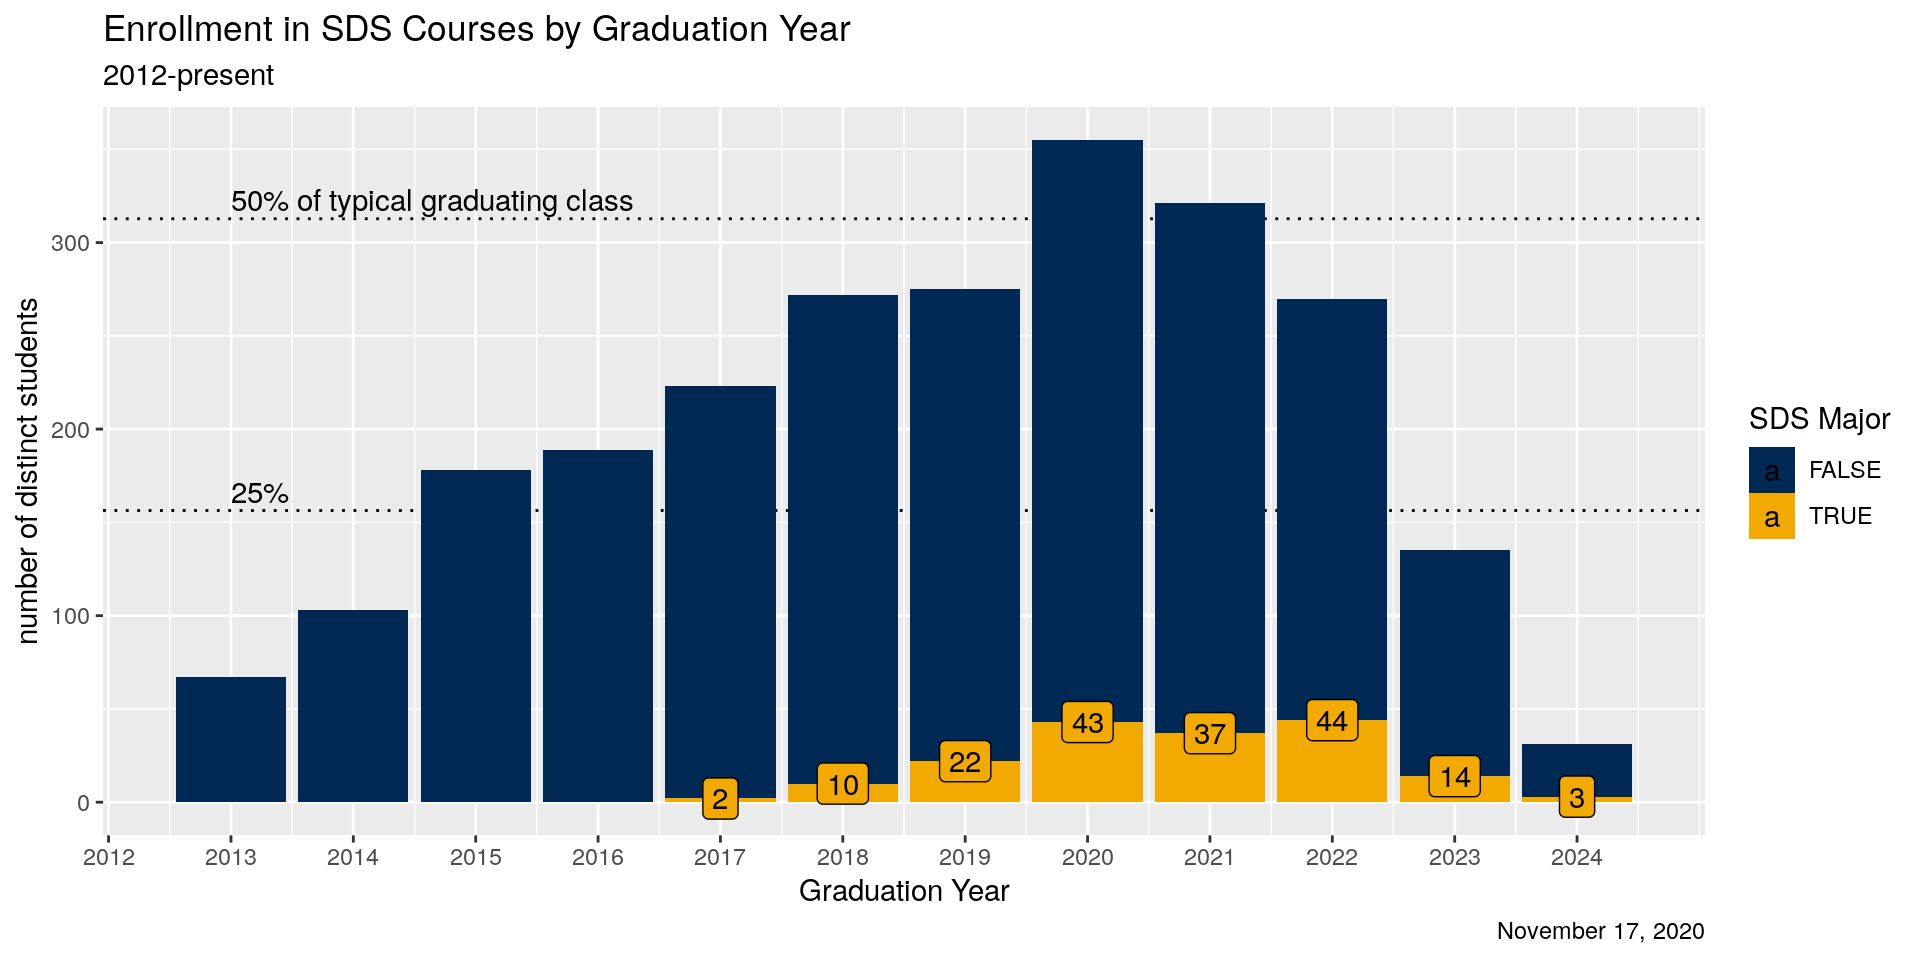 Enrollment in SDS Courses by Graduation Year
2012-present
number of distinct students
300
200
100
0
50% of typical graduating class
25%
2
10
22
43
37
44
14
3
2012 2013 2014 2015 2016 2017 2018 2019 2020 2021 2022 2023 2024
Graduation Year
SDS Major
a FALSE
a TRUE
November 17, 2020